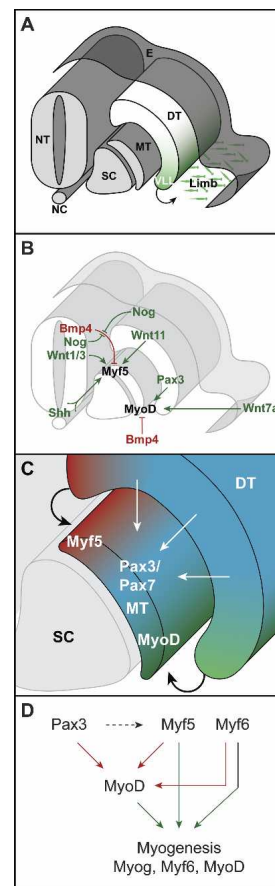 A
E
DT
NT
MT
VLL
Limb
SC
NC
B
Nog
Bmp4
Nog
Wnt11
Wnt1/3
Myf5
Pax3
Shh
MyoD
Wnt7a
Bmp4
C
DT
Myf5
Pax3/
Pax7
MT
SC
MyoD
D
Pax3 Myf5 Myf6
MyoD
Myogenesis
Myog, Myf6, MyoD